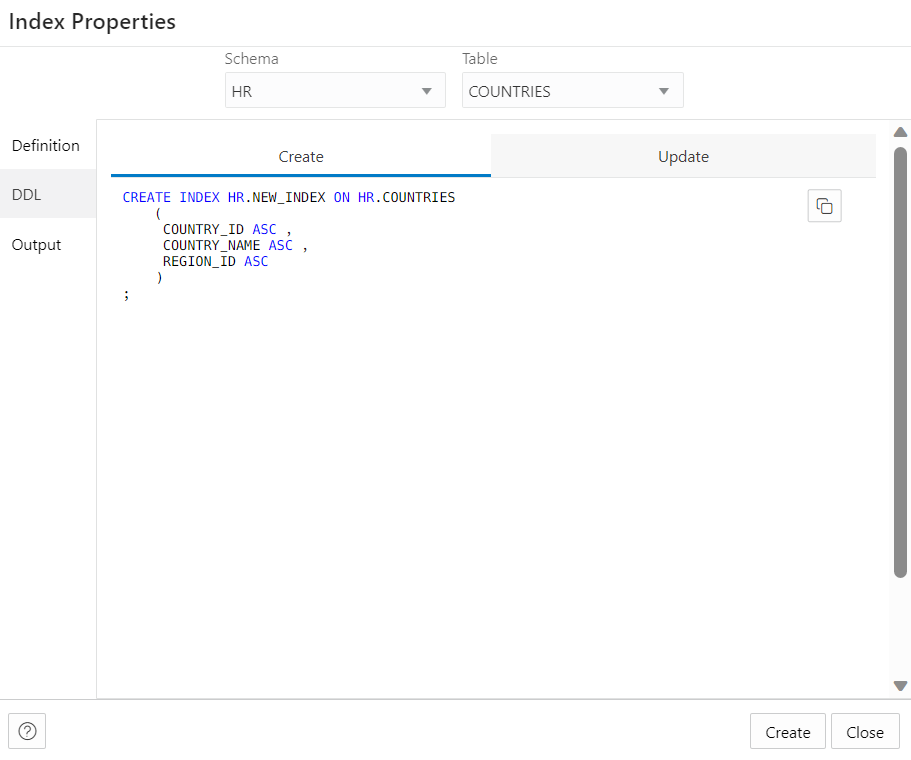 Index Properties
Schema Table
HR COUNTRIES
Definition
DDL
Output
Create Update
CREATE INDEX HR.NEW_INDEX ON HR.COUNTRIES
    (
     COUNTRY_ID ASC ,
     COUNTRY_NAME ASC ,
     REGION_ID ASC
    )
;
? Create Close